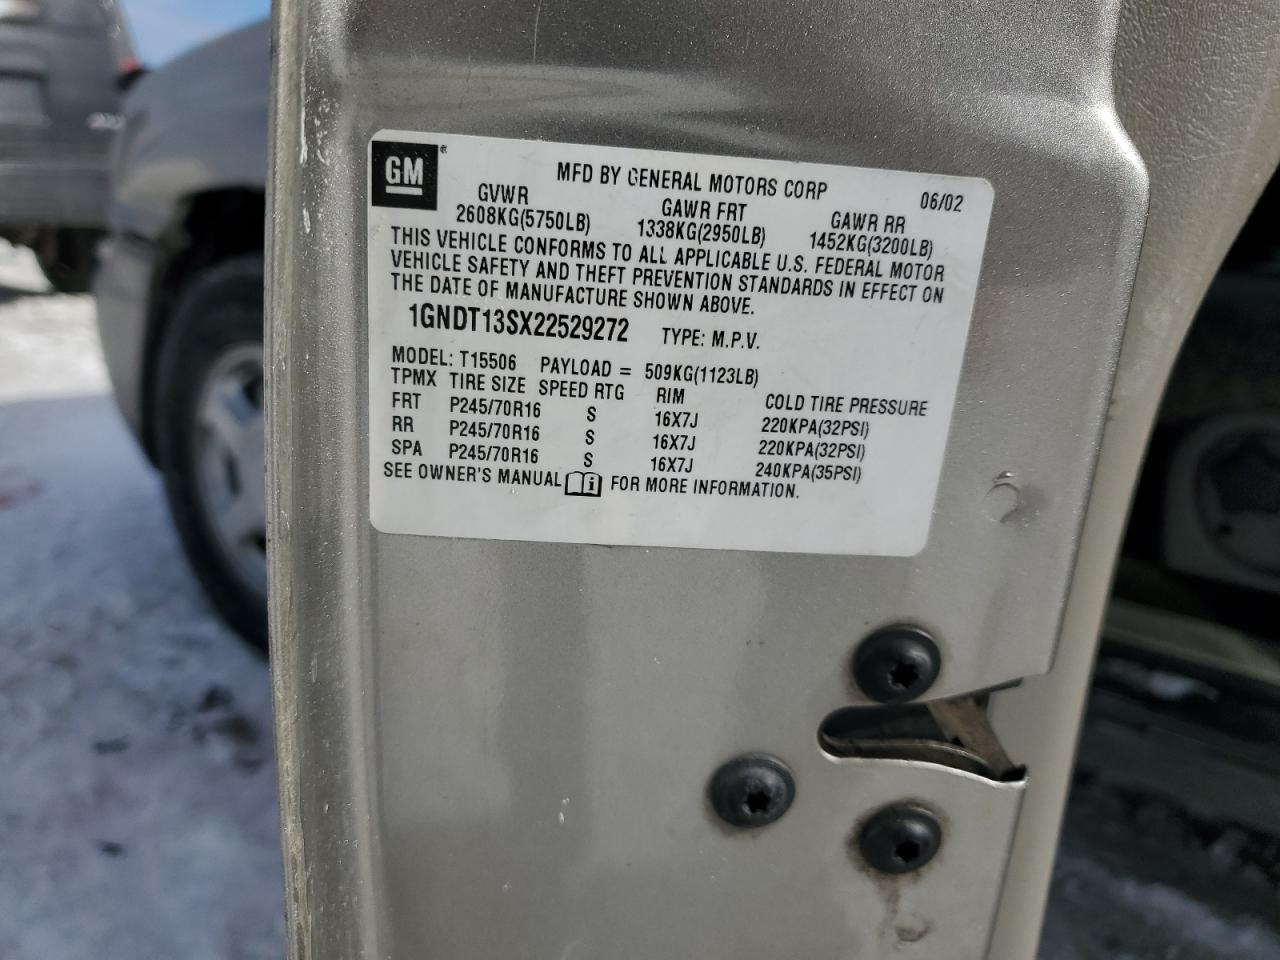 GM
MFD BY GENERAL MOTORS CORP 06/02
GVWR GAWR FRT GAWR RR
2608KG(5750LB) 1338KG(2950LB) 1452KG(3200LB)
THIS VEHICLE CONFORMS TO ALL APPLICABLE U.S. FEDERAL MOTOR
VEHICLE SAFETY AND THEFT PREVENTION STANDARDS IN EFFECT ON
THE DATE OF MANUFACTURE SHOWN ABOVE.
1GNDT13SX22529272 TYPE: M.P.V.
MODEL: T15506 PAYLOAD = 509KG(1123LB)
TPMX TIRE SIZE SPEED RTG RIM COLD TIRE PRESSURE
FRT P245/70R16 S 16X7J 220KPA(32PSI)
RR P245/70R16 S 16X7J 220KPA(32PSI)
SPA P245/70R16 S 16X7J 240KPA(35PSI)
SEE OWNER'S MANUAL i FOR MORE INFORMATION.